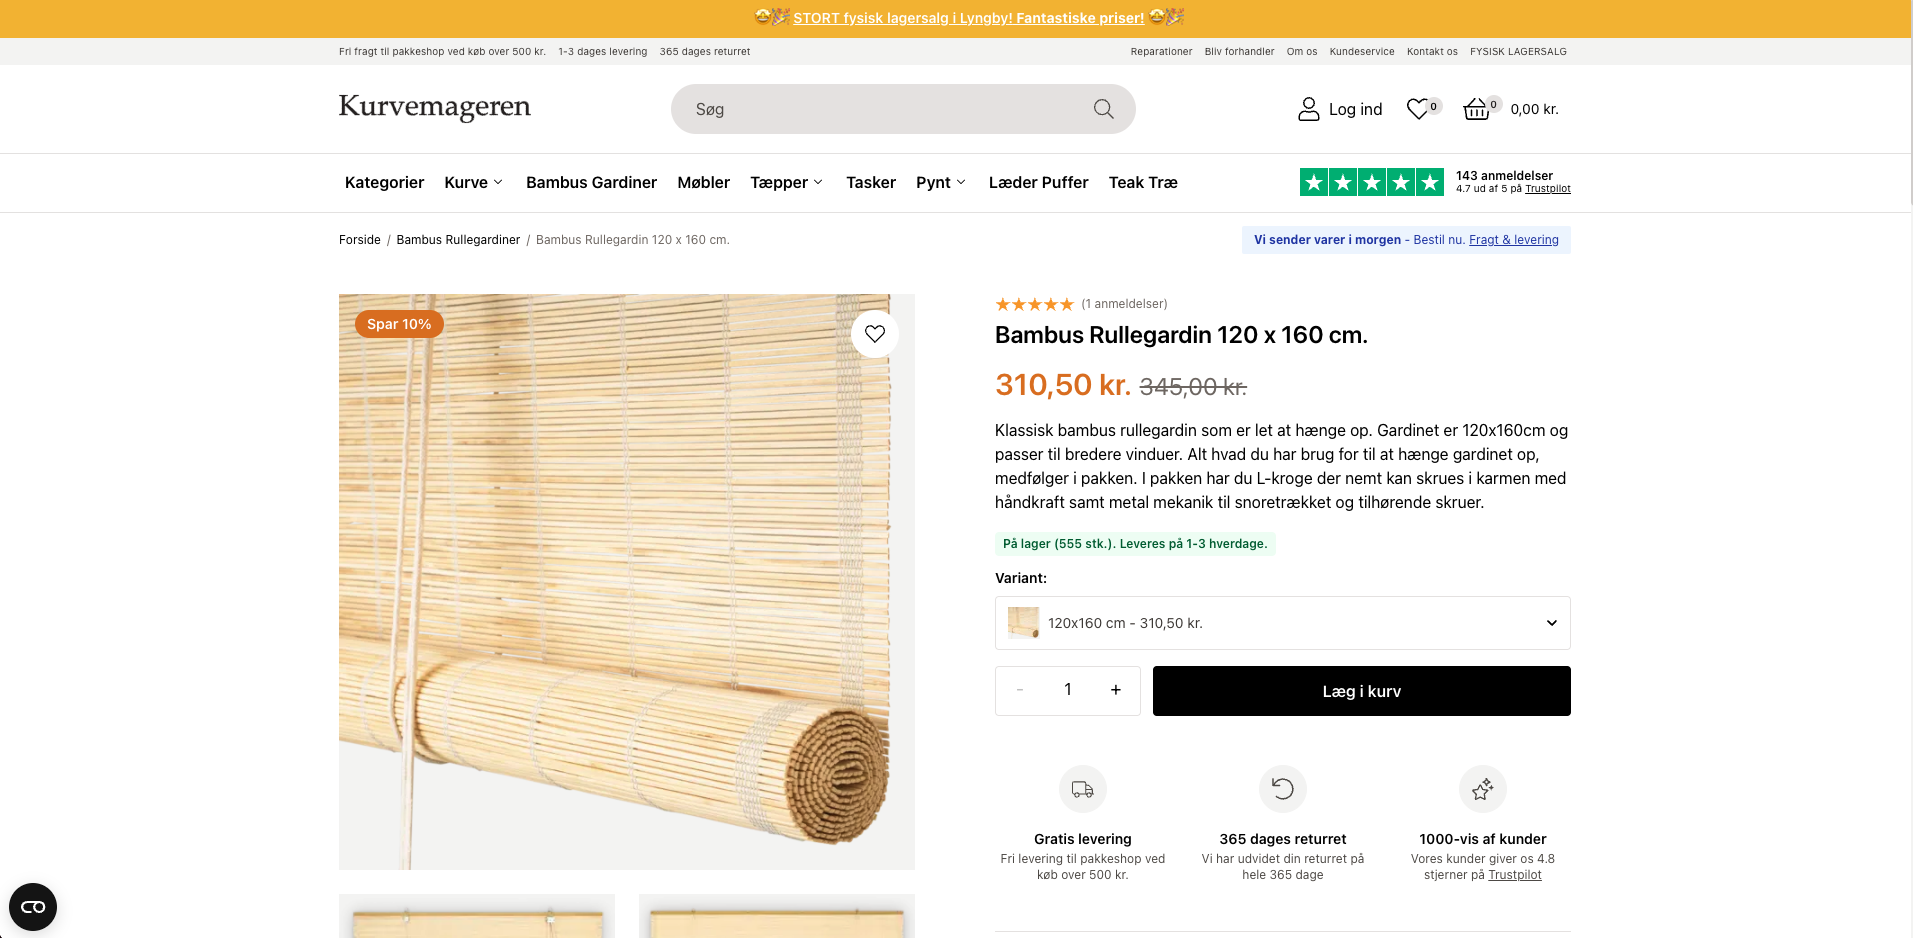 🤩🎉 STORT fysisk lagersalg i Lyngby! Fantastiske priser! 🤩🎉
Fri fragt til pakkeshop ved køb over 500 kr. 1-3 dages levering 365 dages returret
Reparationer Bliv forhandler Om os Kundeservice Kontakt os FYSISK LAGERSALG
Kurvemageren
Søg
Log ind
0
0
0,00 kr.
Kategorier Kurve Bambus Gardiner Møbler Tæpper Tasker Pynt Læder Puffer Teak Træ
143 anmeldelser
4.7 ud af 5 på Trustpilot
Forside / Bambus Rullegardiner / Bambus Rullegardin 120 x 160 cm.
Vi sender varer i morgen - Bestil nu. Fragt & levering
Spar 10%
(1 anmeldelser)
Bambus Rullegardin 120 x 160 cm.
310,50 kr. 345,00 kr.
Klassisk bambus rullegardin som er let at hænge op. Gardinet er 120x160cm og
passer til bredere vinduer. Alt hvad du har brug for til at hænge gardinet op,
medfølger i pakken. I pakken har du L-kroge der nemt kan skrues i karmen med
håndkraft samt metal mekanik til snoretrækket og tilhørende skruer.
På lager (555 stk.). Leveres på 1-3 hverdage.
Variant:
120x160 cm - 310,50 kr.
- 1 +
Læg i kurv
Gratis levering
Fri levering til pakkeshop ved
køb over 500 kr.
365 dages returret
Vi har udvidet din returret på
hele 365 dage
1000-vis af kunder
Vores kunder giver os 4.8
stjerner på Trustpilot